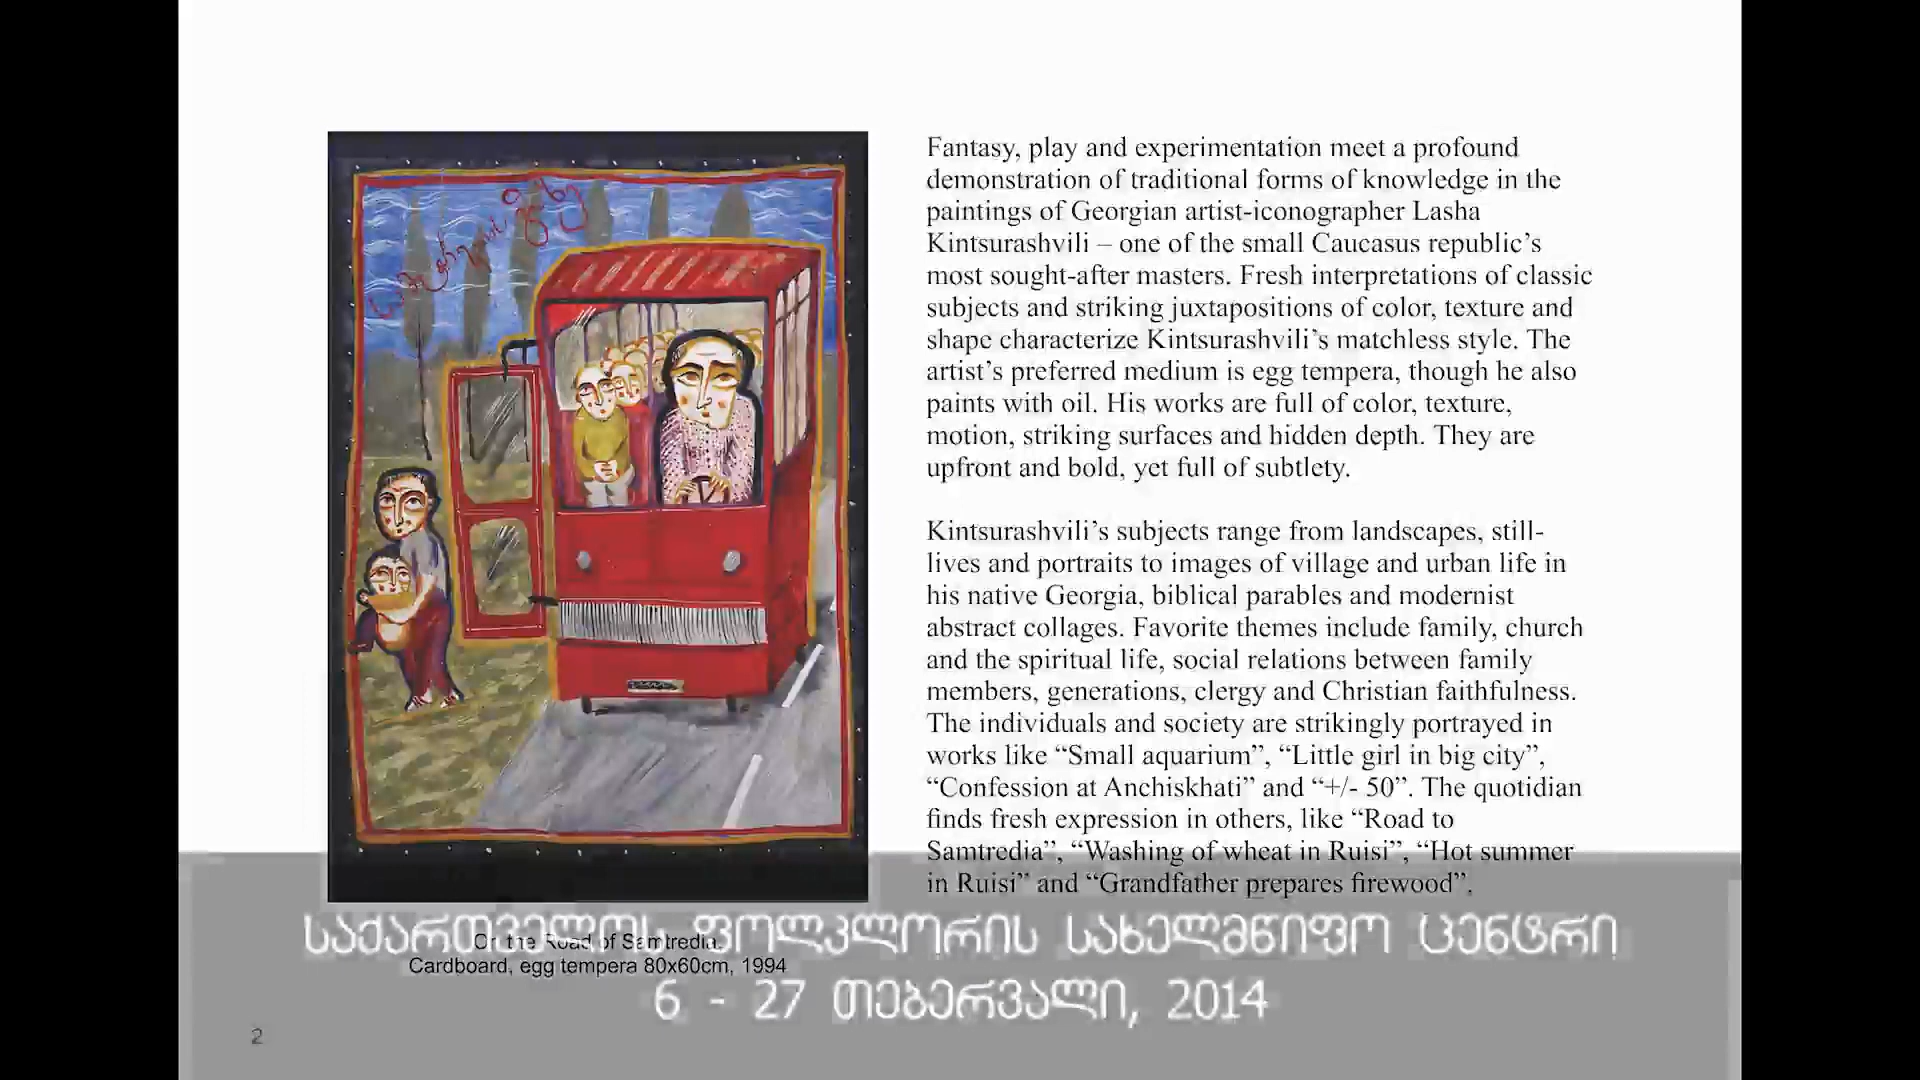 Fantasy, play and experimentation meet a profound
demonstration of traditional forms of knowledge in the
paintings of Georgian artist-iconographer Lasha
Kintsurashvili – one of the small Caucasus republic’s
most sought-after masters. Fresh interpretations of classic
subjects and striking juxtapositions of color, texture and
shape characterize Kintsurashvili’s matchless style. The
artist’s preferred medium is egg tempera, though he also
paints with oil. His works are full of color, texture,
motion, striking surfaces and hidden depth. They are
upfront and bold, yet full of subtlety.
Kintsurashvili’s subjects range from landscapes, still-
lives and portraits to images of village and urban life in
his native Georgia, biblical parables and modernist
abstract collages. Favorite themes include family, church
and the spiritual life, social relations between family
members, generations, clergy and Christian faithfulness.
The individuals and society are strikingly portrayed in
works like “Small aquarium”, “Little girl in big city”,
“Confession at Anchiskhati” and “+/- 50”. The quotidian
finds fresh expression in others, like “Road to
Samtredia”, “Washing of wheat in Ruisi”, “Hot summer
in Ruisi” and “Grandfather prepares firewood”,
On the Road of Samtredia.
Cardboard, egg tempera 80x60cm, 1994
საქართველოს ფოლკლორის სახელმწიფო ცენტრი
6 - 27 თებერვალი, 2014
2